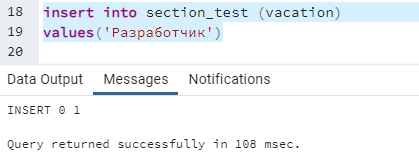 18 insert into section_test (vacation)
19 values('Разработчик')
20
Data Output Messages Notifications
INSERT 0 1
Query returned successfully in 108 msec.